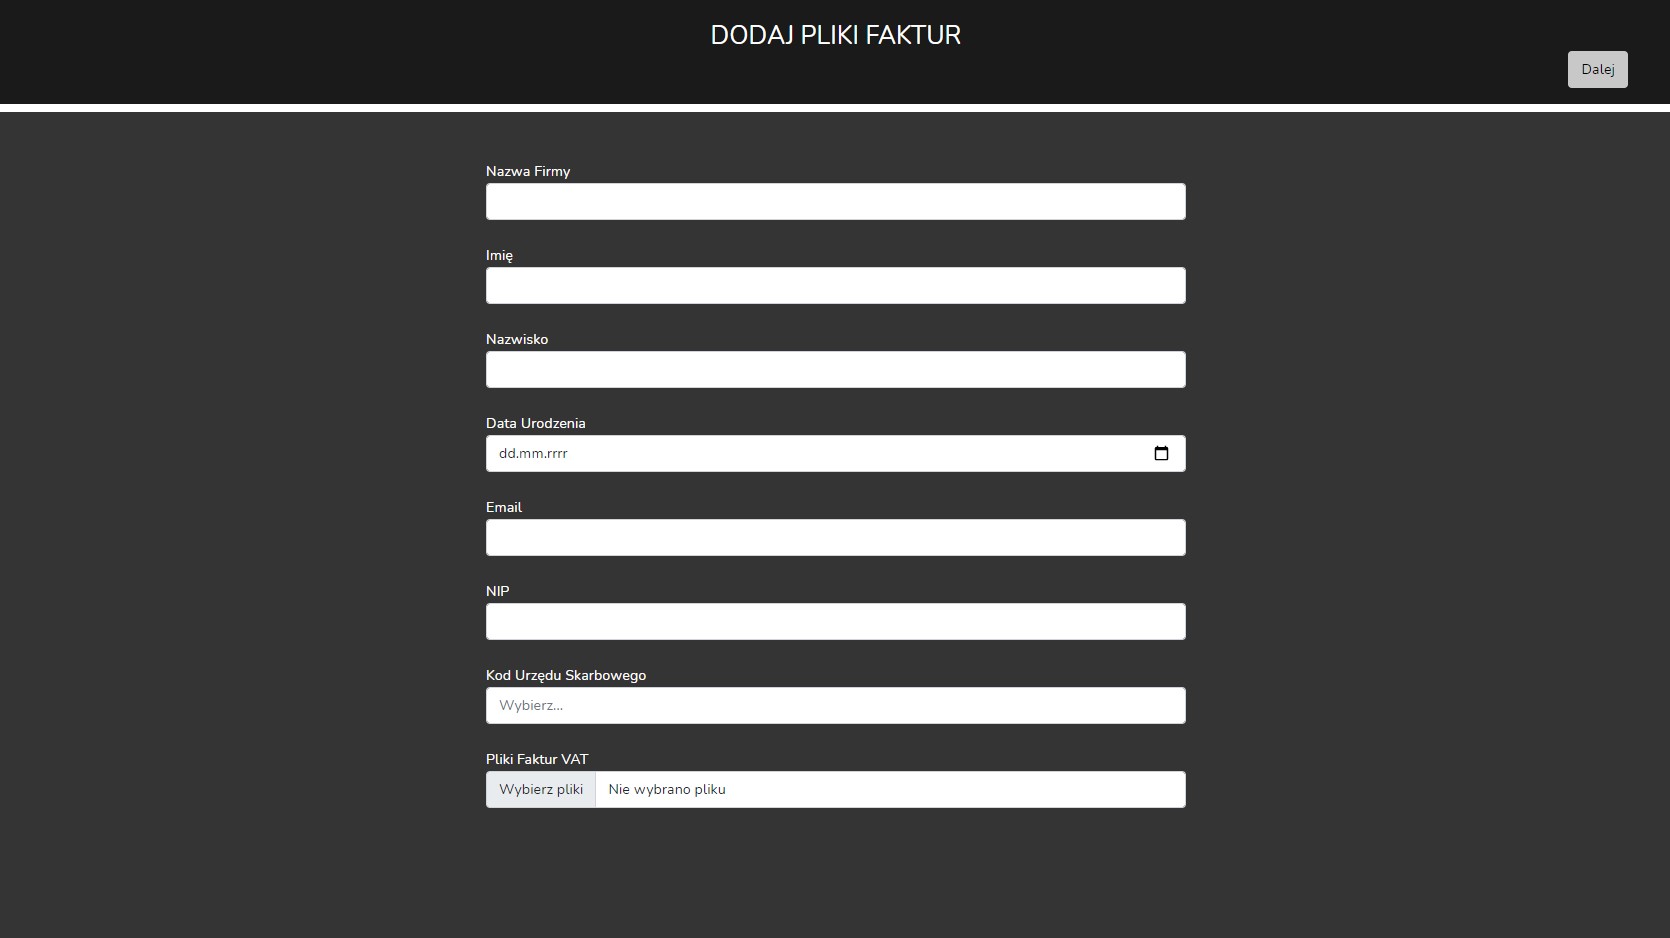 DODAJ PLIKI FAKTUR
Dalej
Nazwa Firmy
Imię
Nazwisko
Data Urodzenia
dd.mm.rrrr
Email
NIP
Kod Urzędu Skarbowego
Wybierz...
Pliki Faktur VAT
Wybierz pliki Nie wybrano pliku